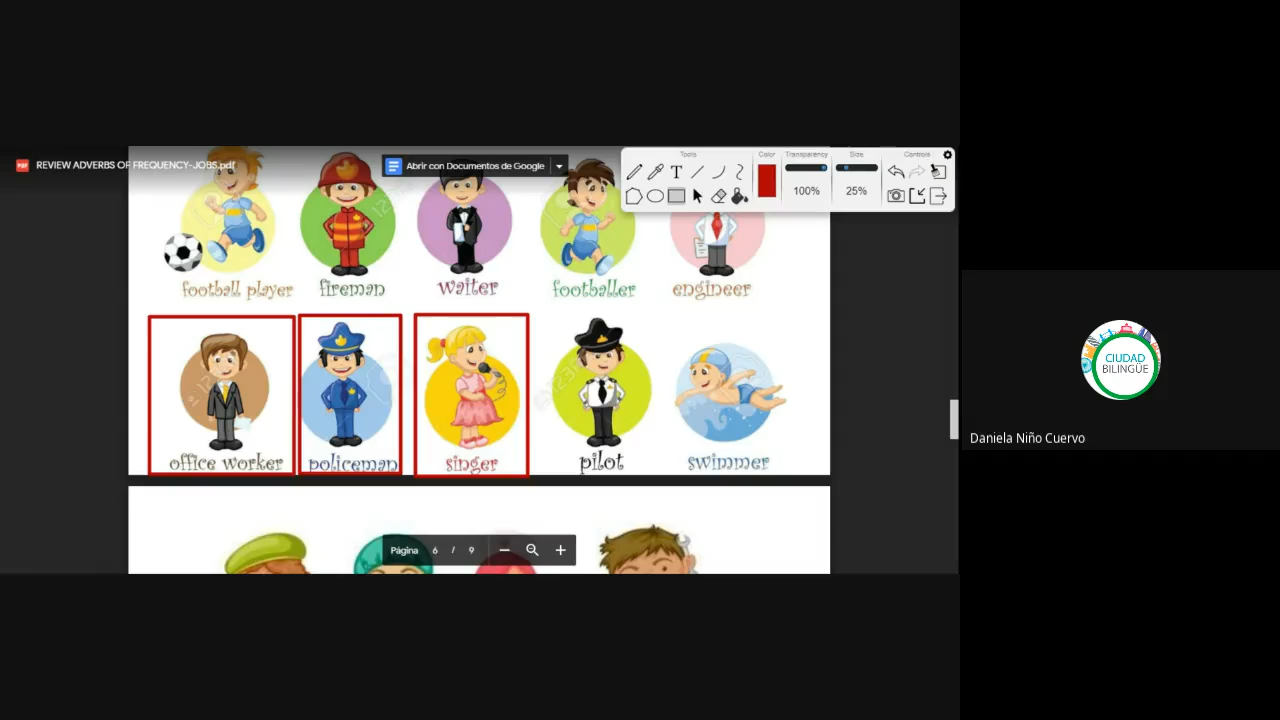 REVIEW ADVERBS OF FREQUENCY-JOBS.pdf
Abrir con Documentos de Google
Tools
Color
Transparency
Size
Controls
100%
25%
football player
fireman
waiter
footballer
engineer
office worker
policeman
singer
pilot
swimmer
Página 6 / 9
CIUDAD
BILINGÜE
Daniela Niño Cuervo